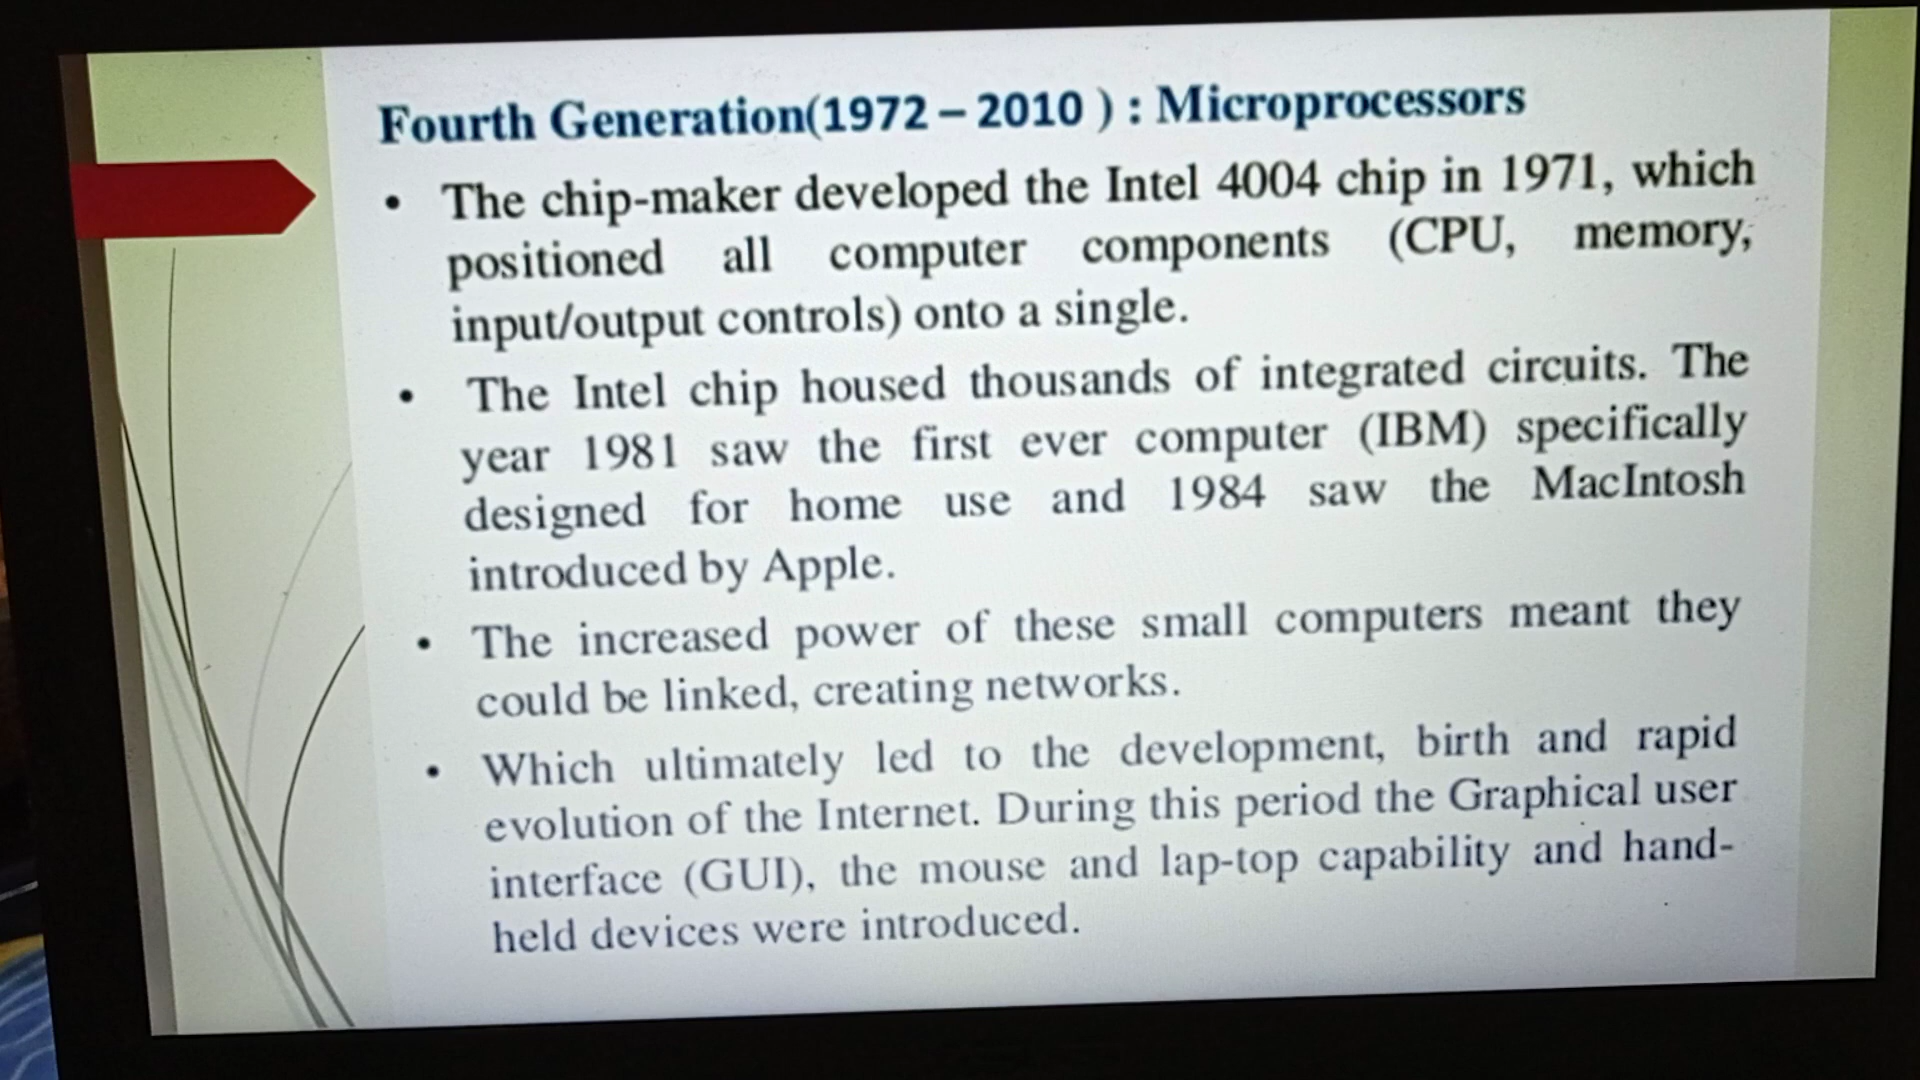 Fourth Generation(1972 – 2010 ) : Microprocessors
• The chip-maker developed the Intel 4004 chip in 1971, which
positioned all computer components (CPU, memory,
input/output controls) onto a single.
• The Intel chip housed thousands of integrated circuits. The
year 1981 saw the first ever computer (IBM) specifically
designed for home use and 1984 saw the MacIntosh
introduced by Apple.
• The increased power of these small computers meant they
could be linked, creating networks.
• Which ultimately led to the development, birth and rapid
evolution of the Internet. During this period the Graphical user
interface (GUI), the mouse and lap-top capability and hand-
held devices were introduced.